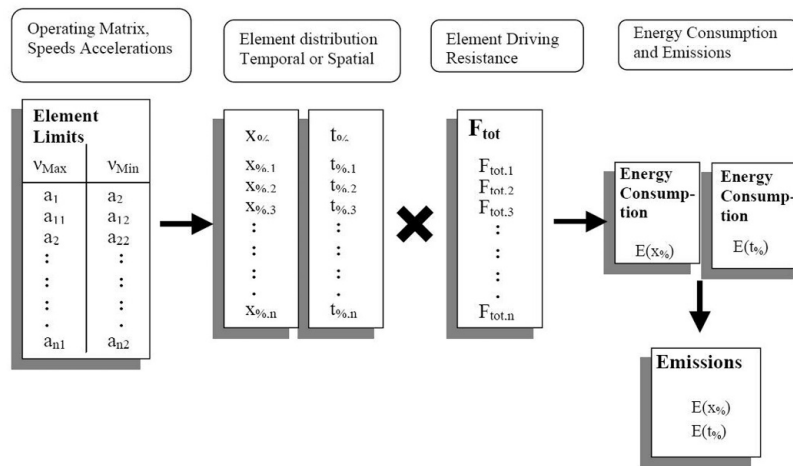 Operating Matrix,
Speeds Accelerations
Element distribution
Temporal or Spatial
Element Driving
Resistance
Energy Consumption
and Emissions
Element
Limits
vMax vMin
a1 a2
a11 a12
a2 a22
an1 an2
x%
x%.1
x%.2
x%.3
x%.n
t%
t%.1
t%.2
t%.3
t%.n
Ftot
Ftot.1
Ftot.2
Ftot.3
Ftot.n
Energy
Consump-
tion
E(x%)
Energy
Consump-
tion
E(t%)
Emissions
E(x%)
E(t%)